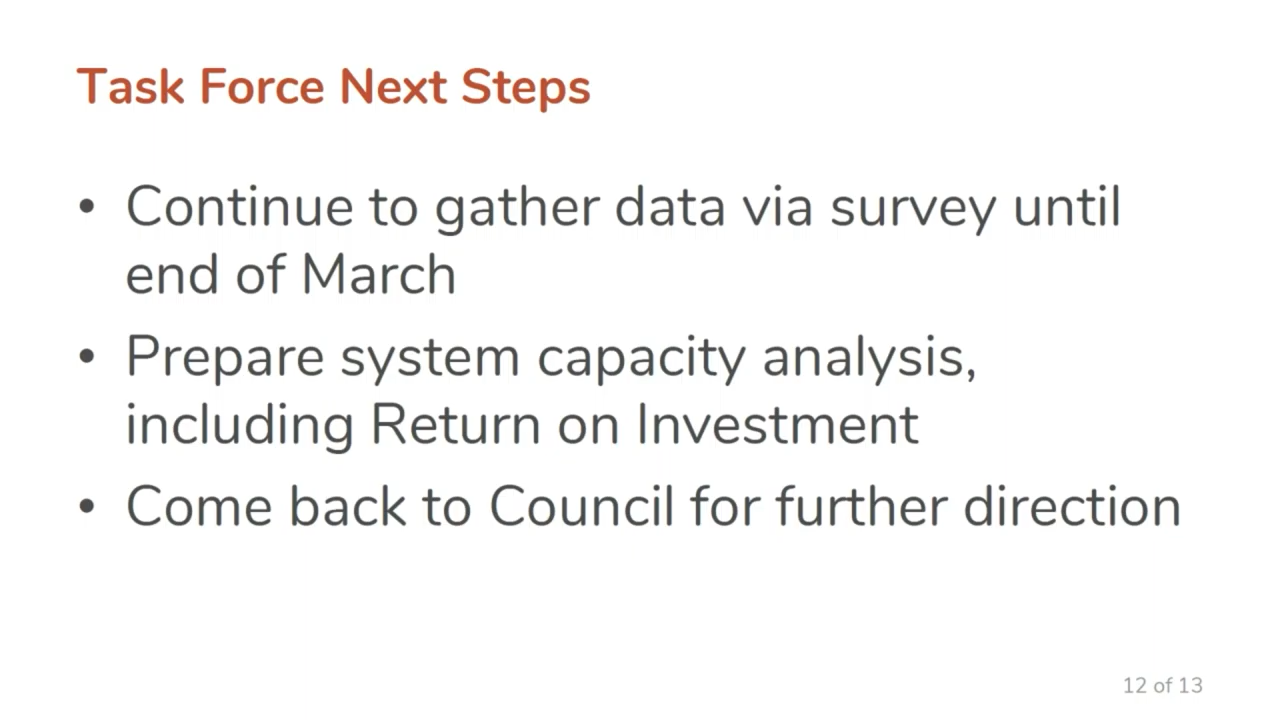 Task Force Next Steps
• Continue to gather data via survey until
end of March
• Prepare system capacity analysis,
including Return on Investment
• Come back to Council for further direction
12 of 13